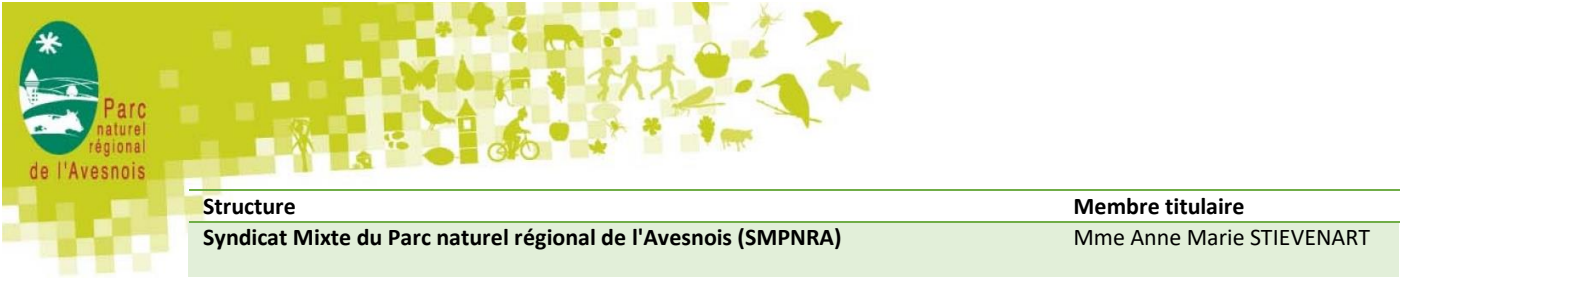 Parc
naturel
régional
de l'Avesnois
Structure Membre titulaire
Syndicat Mixte du Parc naturel régional de l'Avesnois (SMPNRA) Mme Anne Marie STIEVENART